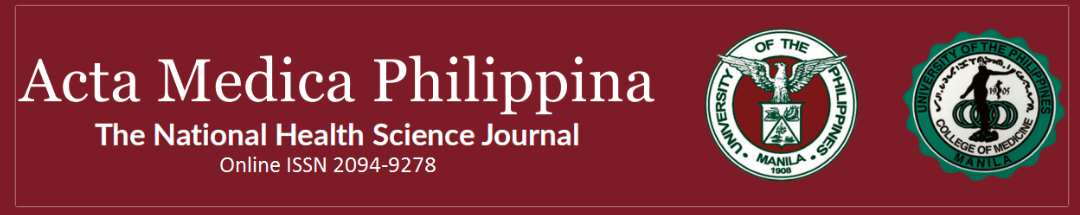 Acta Medica Philippina
The National Health Science Journal
Online ISSN 2094-9278
UNIVERSITY OF THE PHILIPPINES
MANILA
1908
UNIVERSITY OF THE PHILIPPINES
1905
COLLEGE OF MEDICINE
MANILA